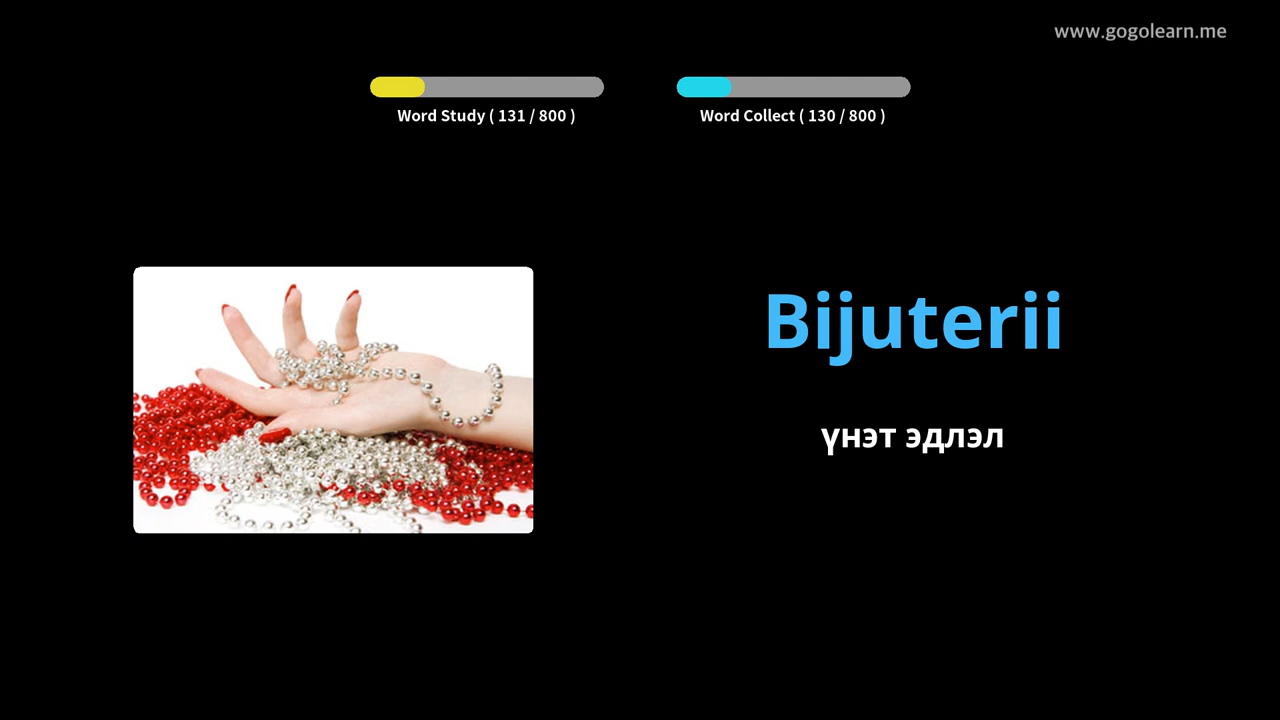 www.gogolearn.me
Word Study ( 131 / 800 )
Word Collect ( 130 / 800 )
Bijuterii
үнэт эдлэл